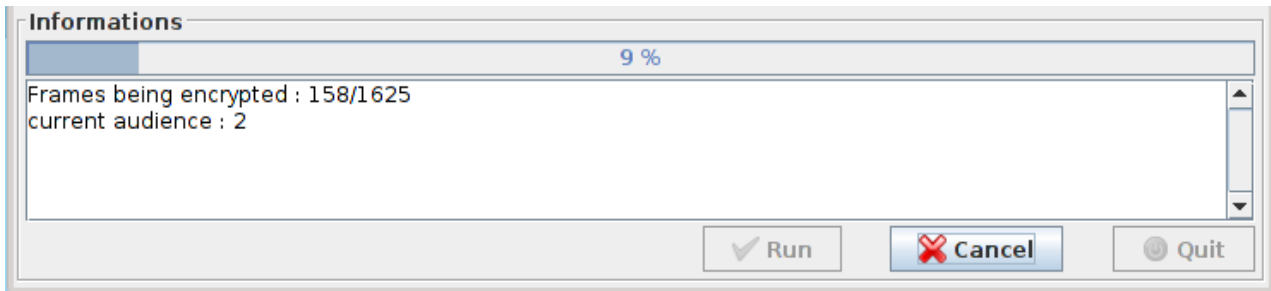 Informations
9 %
Frames being encrypted : 158/1625
current audience : 2
Run
Cancel
Quit